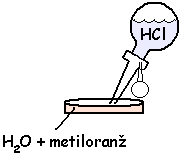 HCl
H₂O + metiloranž